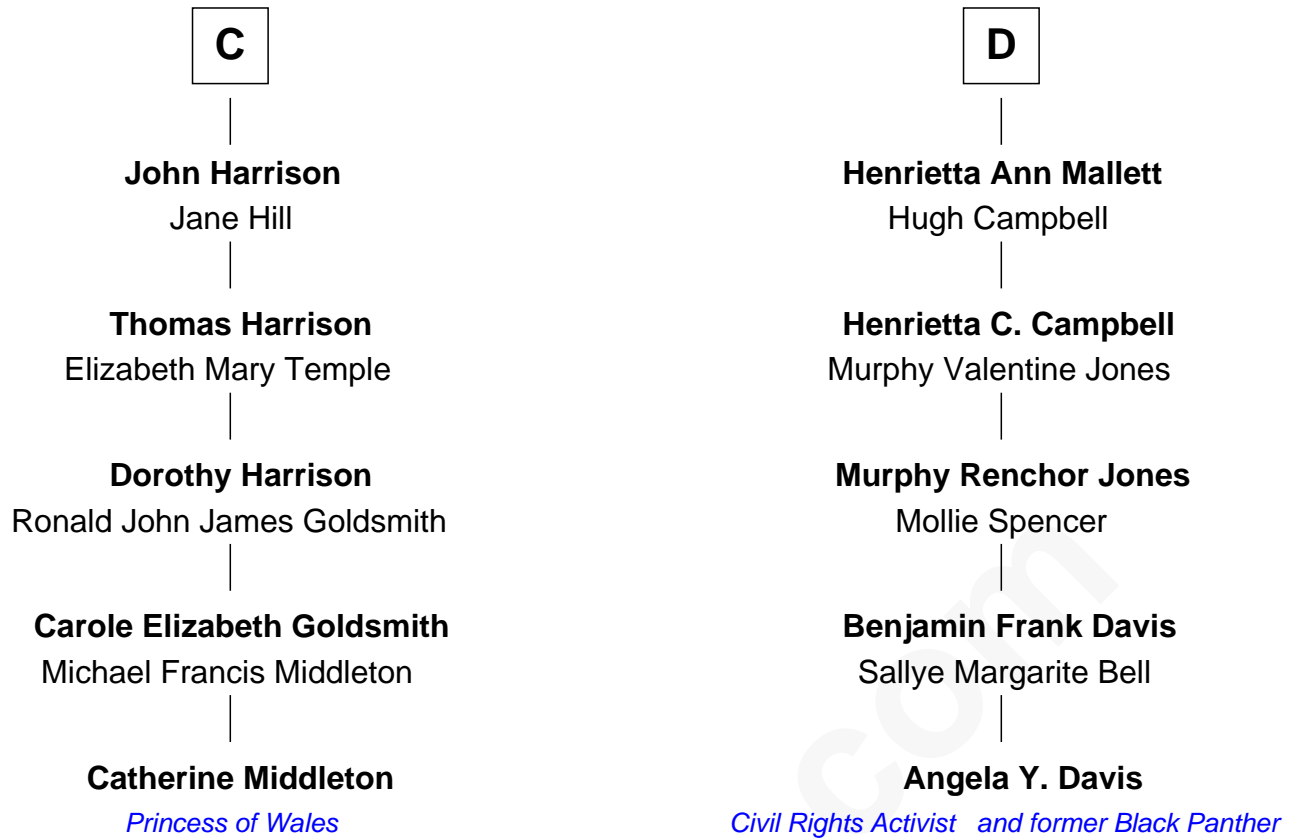 C
John Harrison
Jane Hill
Thomas Harrison
Elizabeth Mary Temple
Dorothy Harrison
Ronald John James Goldsmith
Carole Elizabeth Goldsmith
Michael Francis Middleton
Catherine Middleton
Princess of Wales
D
Henrietta Ann Mallett
Hugh Campbell
Henrietta C. Campbell
Murphy Valentine Jones
Murphy Renchor Jones
Mollie Spencer
Benjamin Frank Davis
Sallye Margarite Bell
Angela Y. Davis
Civil Rights Activist and former Black Panther
com